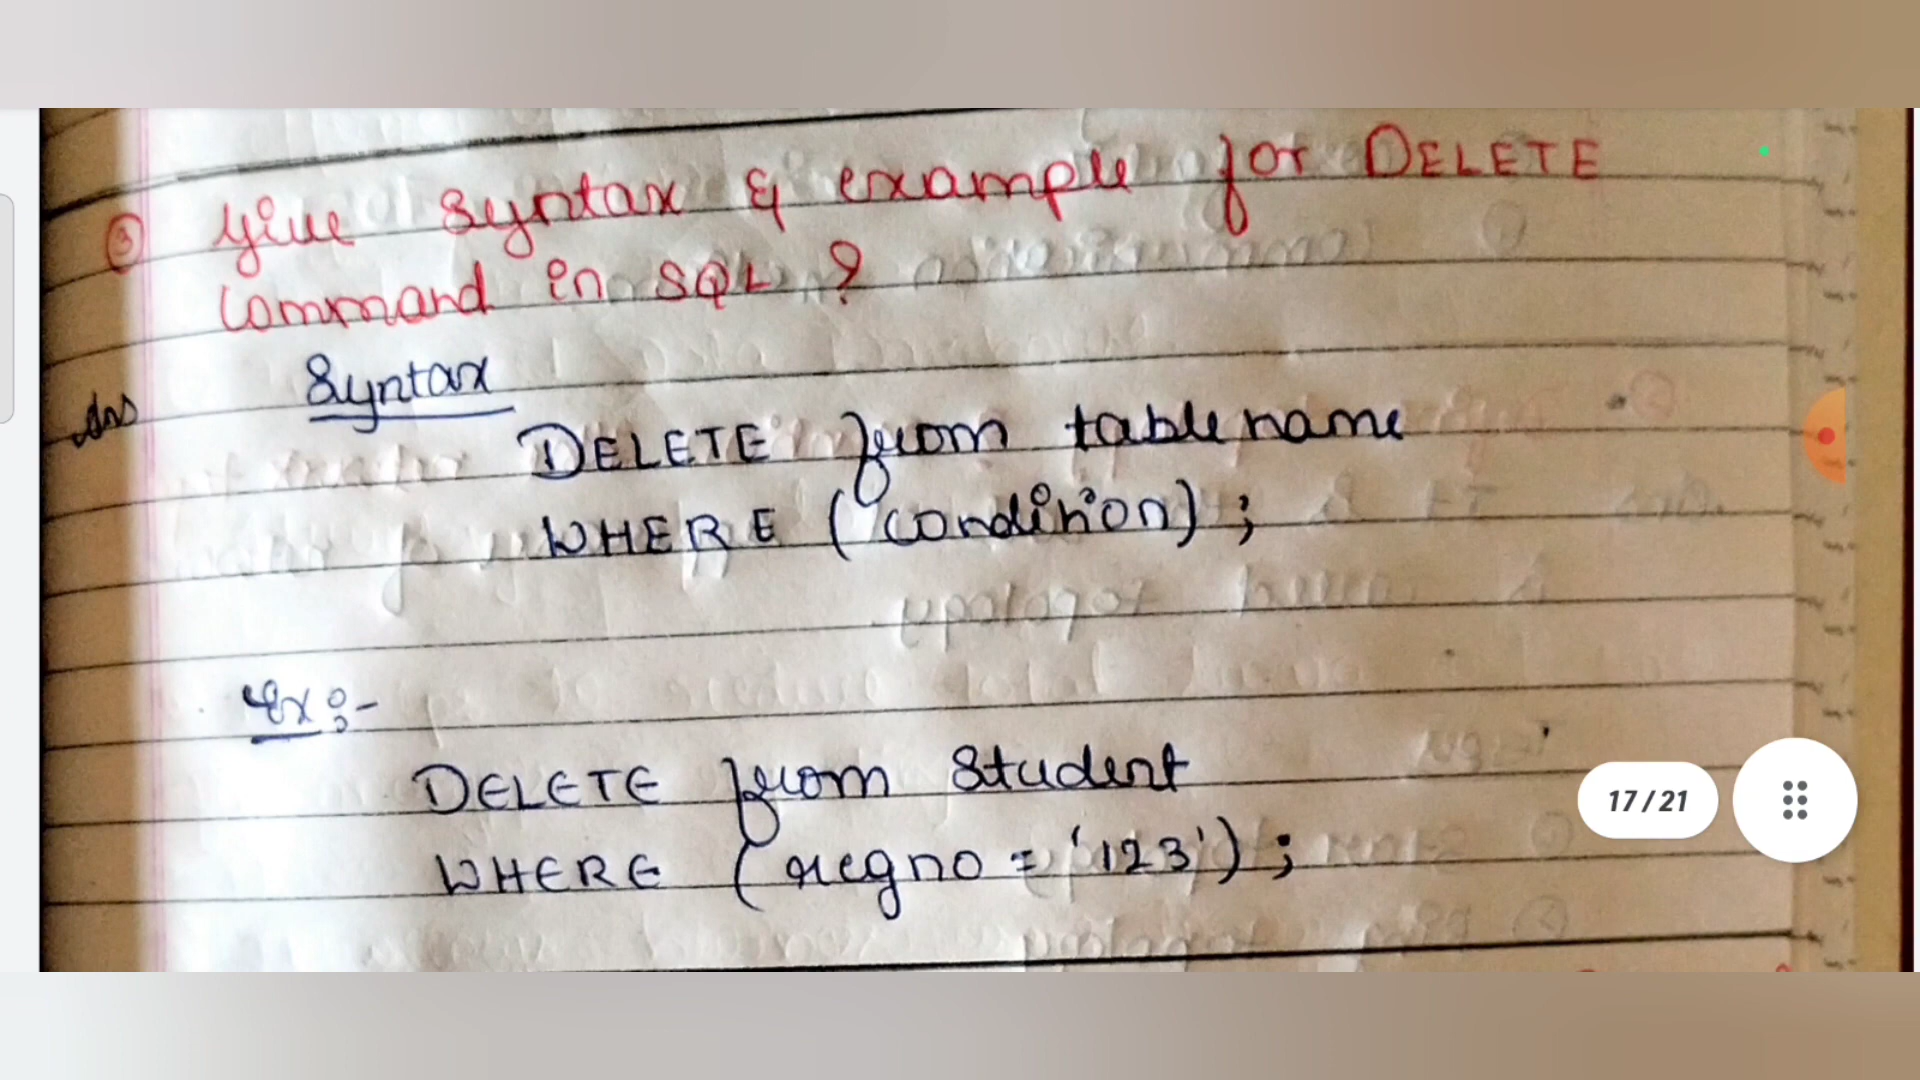 ③ Give syntax & example for DELETE
Command in SQL ?
Ans Syntax
DELETE from tablename
WHERE (condition) ;
Ex :-
DELETE from Student
WHERE (regno = '123') ;
17 / 21